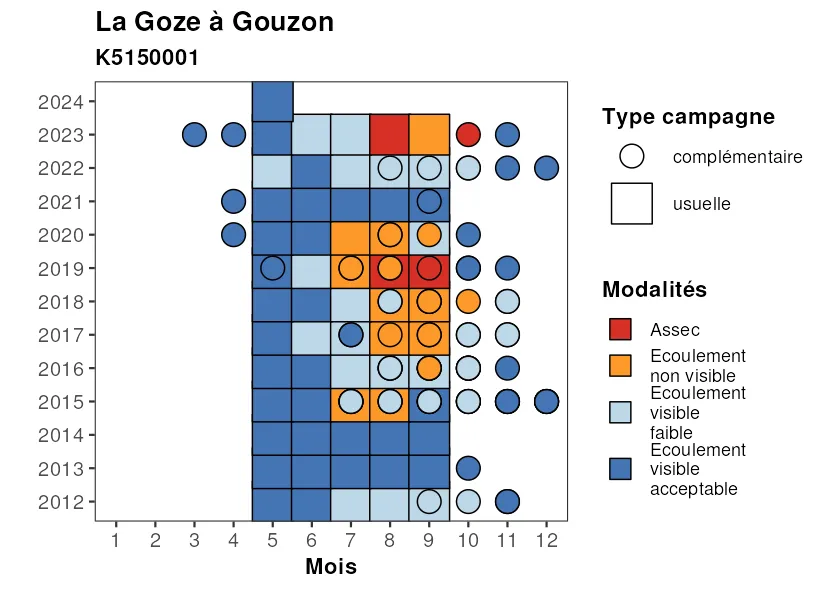 La Goze à Gouzon
K5150001
2024
2023
2022
2021
2020
2019
2018
2017
2016
2015
2014
2013
2012
1 2 3 4 5 6 7 8 9 10 11 12
Mois
Type campagne
complémentaire
usuelle
Modalités
Assec
Ecoulement
non visible
Ecoulement
visible
faible
Ecoulement
visible
acceptable